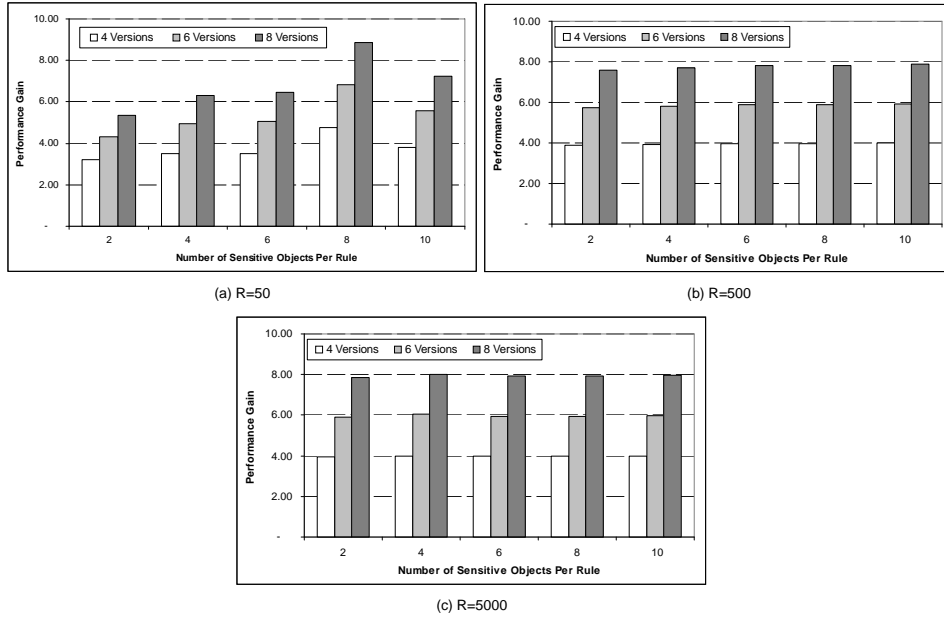 10.00
4 Versions 6 Versions 8 Versions
8.00
6.00
4.00
2.00
-
Performance Gain
2 4 6 8 10
Number of Sensitive Objects Per Rule
(a) R=50
10.00
4 Versions 6 Versions 8 Versions
8.00
6.00
4.00
2.00
-
Performance Gain
2 4 6 8 10
Number of Sensitive Objects Per Rule
(b) R=500
10.00
4 Versions 6 Versions 8 Versions
8.00
6.00
4.00
2.00
-
Performance Gain
2 4 6 8 10
Number of Sensitive Objects Per Rule
(c) R=5000